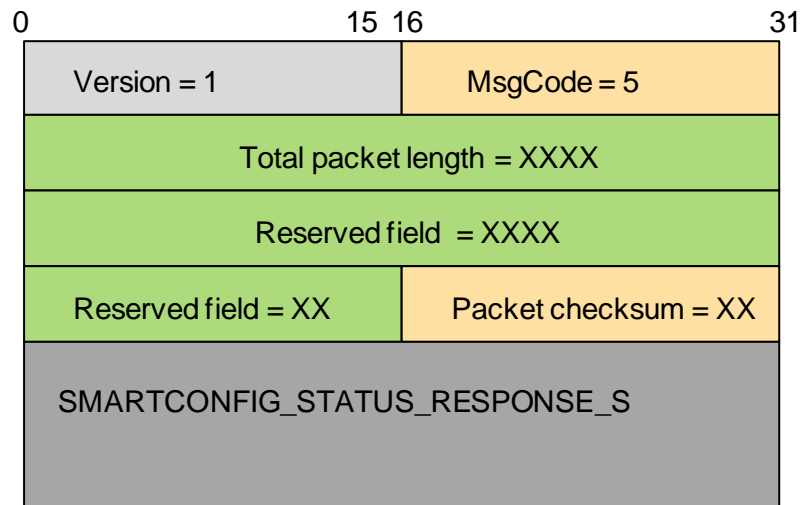 0 15 16 31
Version = 1 MsgCode = 5
Total packet length = XXXX
Reserved field = XXXX
Reserved field = XX Packet checksum = XX
SMARTCONFIG_STATUS_RESPONSE_S